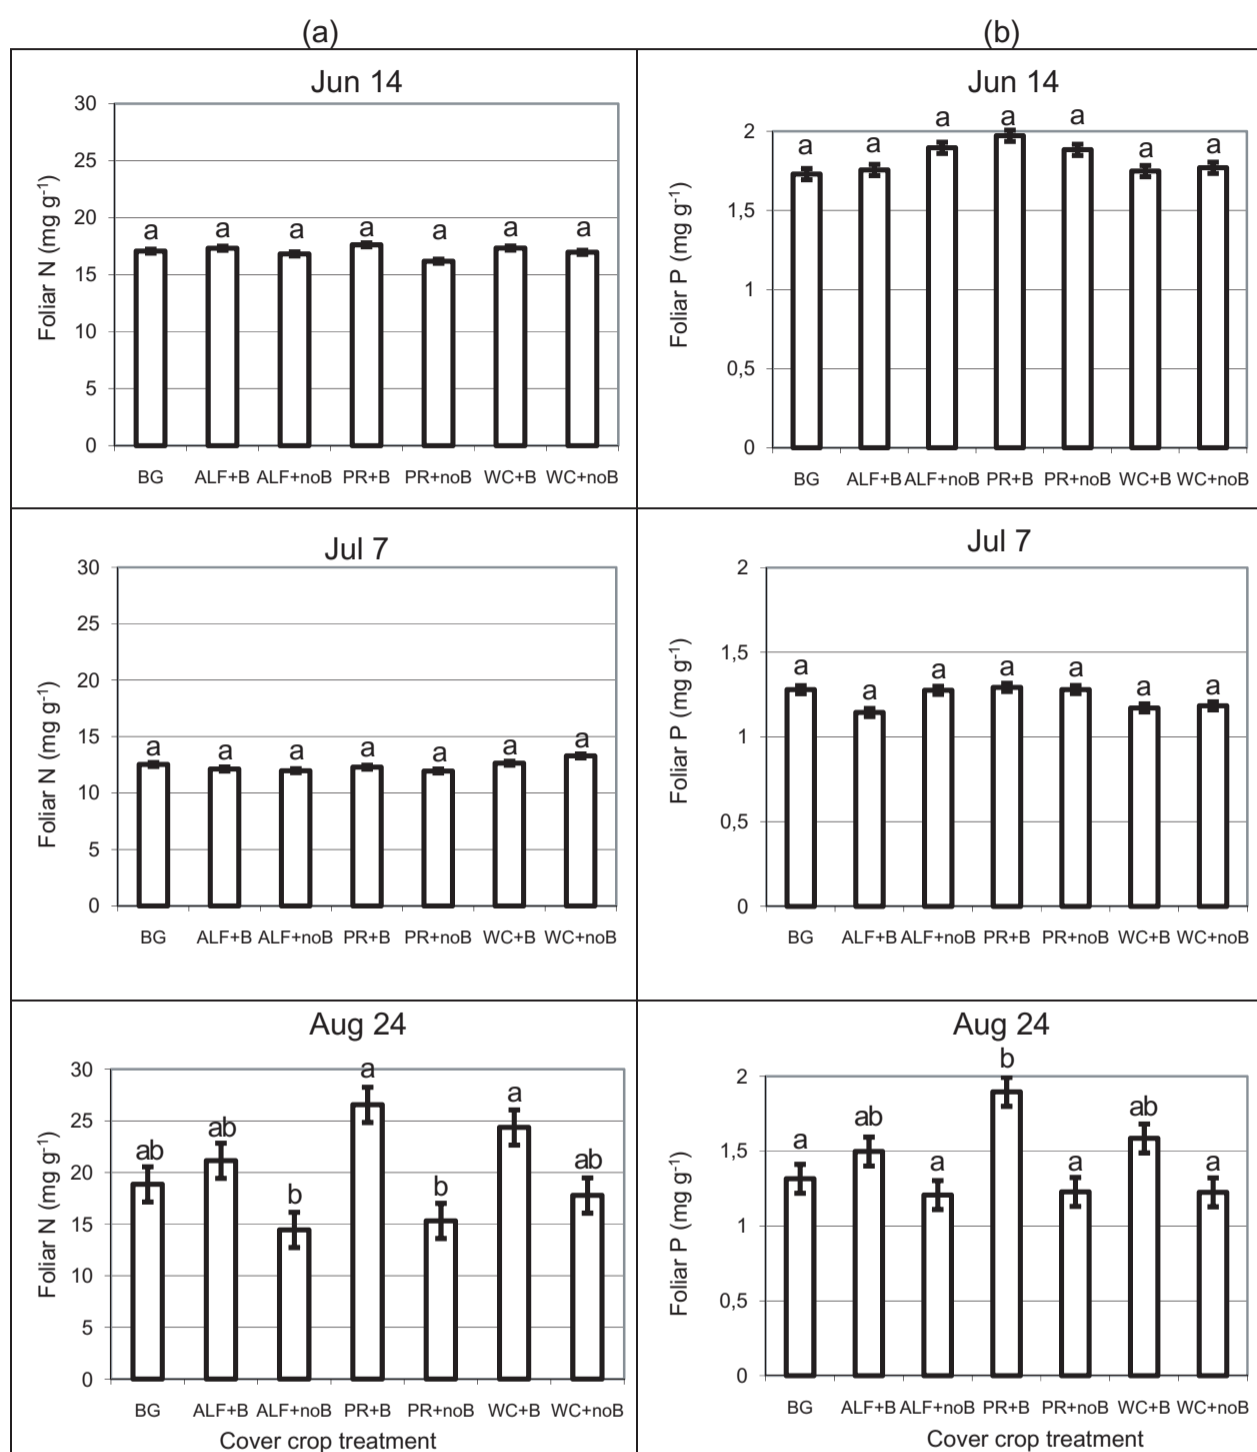 (a)
(b)
Jun 14
30
25
20
15
10
5
0
Foliar N (mg g-1)
a a a a a a a
BG ALF+B ALF+noB PR+B PR+noB WC+B WC+noB
Jun 14
2
1,5
1
0,5
0
Foliar P (mg g-1)
a a a a a a a
BG ALF+B ALF+noB PR+B PR+noB WC+B WC+noB
Jul 7
30
25
20
15
10
5
0
Foliar N (mg g-1)
a a a a a a a
BG ALF+B ALF+noB PR+B PR+noB WC+B WC+noB
Jul 7
2
1,5
1
0,5
0
Foliar P (mg g-1)
a a a a a a a
BG ALF+B ALF+noB PR+B PR+noB WC+B WC+noB
Aug 24
30
25
20
15
10
5
0
Foliar N (mg g-1)
ab ab b a b a ab
BG ALF+B ALF+noB PR+B PR+noB WC+B WC+noB
Cover crop treatment
Aug 24
2
1,5
1
0,5
0
Foliar P (mg g-1)
a ab a b a ab a
BG ALF+B ALF+noB PR+B PR+noB WC+B WC+noB
Cover crop treatment